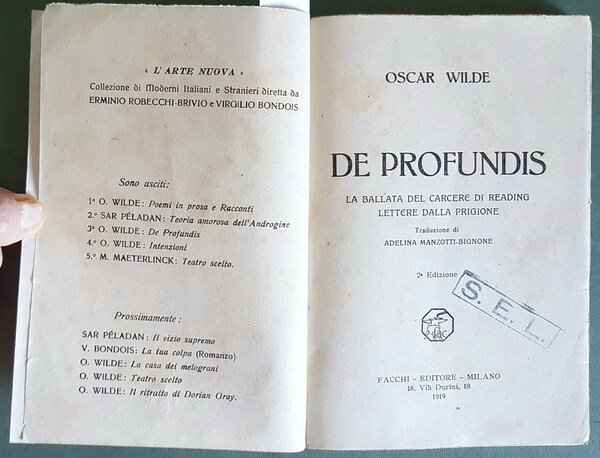 « L'ARTE NUOVA »
Collezione di Moderni Italiani e Stranieri diretta da
ERMINIO ROBECCHI-BRIVIO e VIRGILIO BONDOIS
Sono usciti:
1º O. WILDE: Poemi in prosa e Racconti
2.º SAR PÉLADAN: Teoria amorosa dell'Androgine
3º O. WILDE: De Profundis
4.º O. WILDE: Intenzioni
5.º M. MAETERLINCK: Teatro scelto.
Prossimamente:
SAR PÉLADAN: Il vizio supremo
V. BONDOIS: La tua colpa (Romanzo)
O. WILDE: La casa dei melograni
O. WILDE: Teatro scelto
O. WILDE: Il ritratto di Dorian Gray.
OSCAR WILDE
DE PROFUNDIS
LA BALLATA DEL CARCERE DI READING
LETTERE DALLA PRIGIONE
Traduzione di
ADELINA MANZOTTI-BIGNONE
2ª Edizione
S. E. L.
FACCHI - EDITORE - MILANO
18, Via Durini, 18
1919